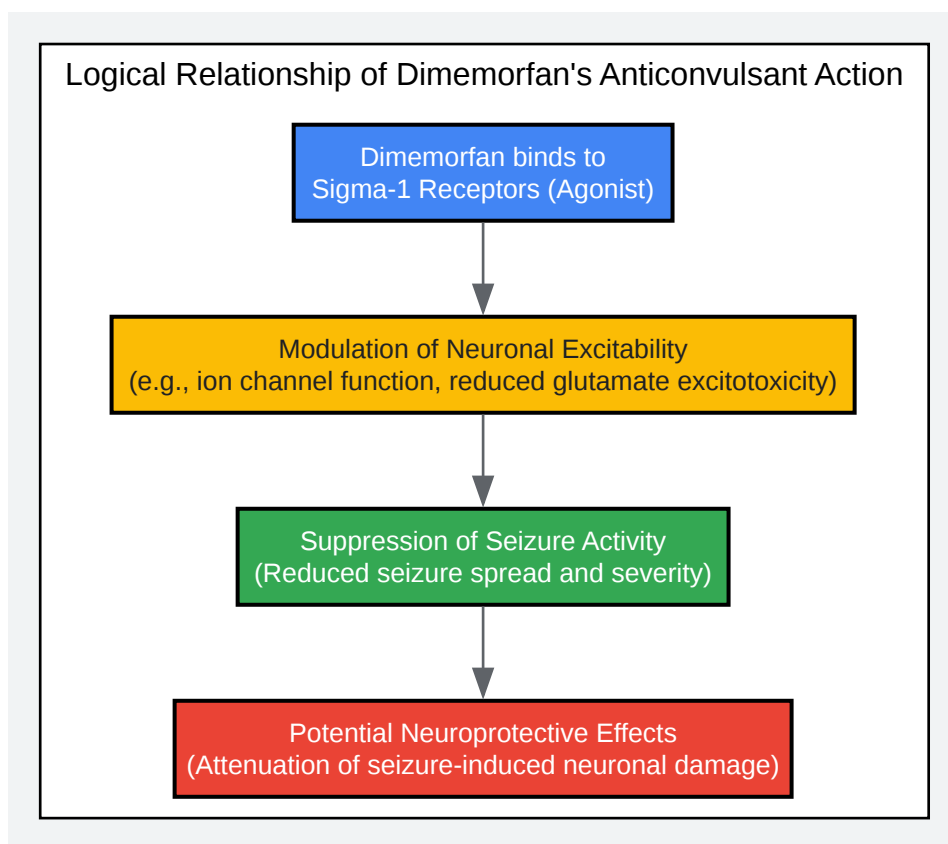 Logical Relationship of Dimemorfan's Anticonvulsant Action
Dimemorfan binds to
Sigma-1 Receptors (Agonist)
Modulation of Neuronal Excitability
(e.g., ion channel function, reduced glutamate excitotoxicity)
Suppression of Seizure Activity
(Reduced seizure spread and severity)
Potential Neuroprotective Effects
(Attenuation of seizure-induced neuronal damage)